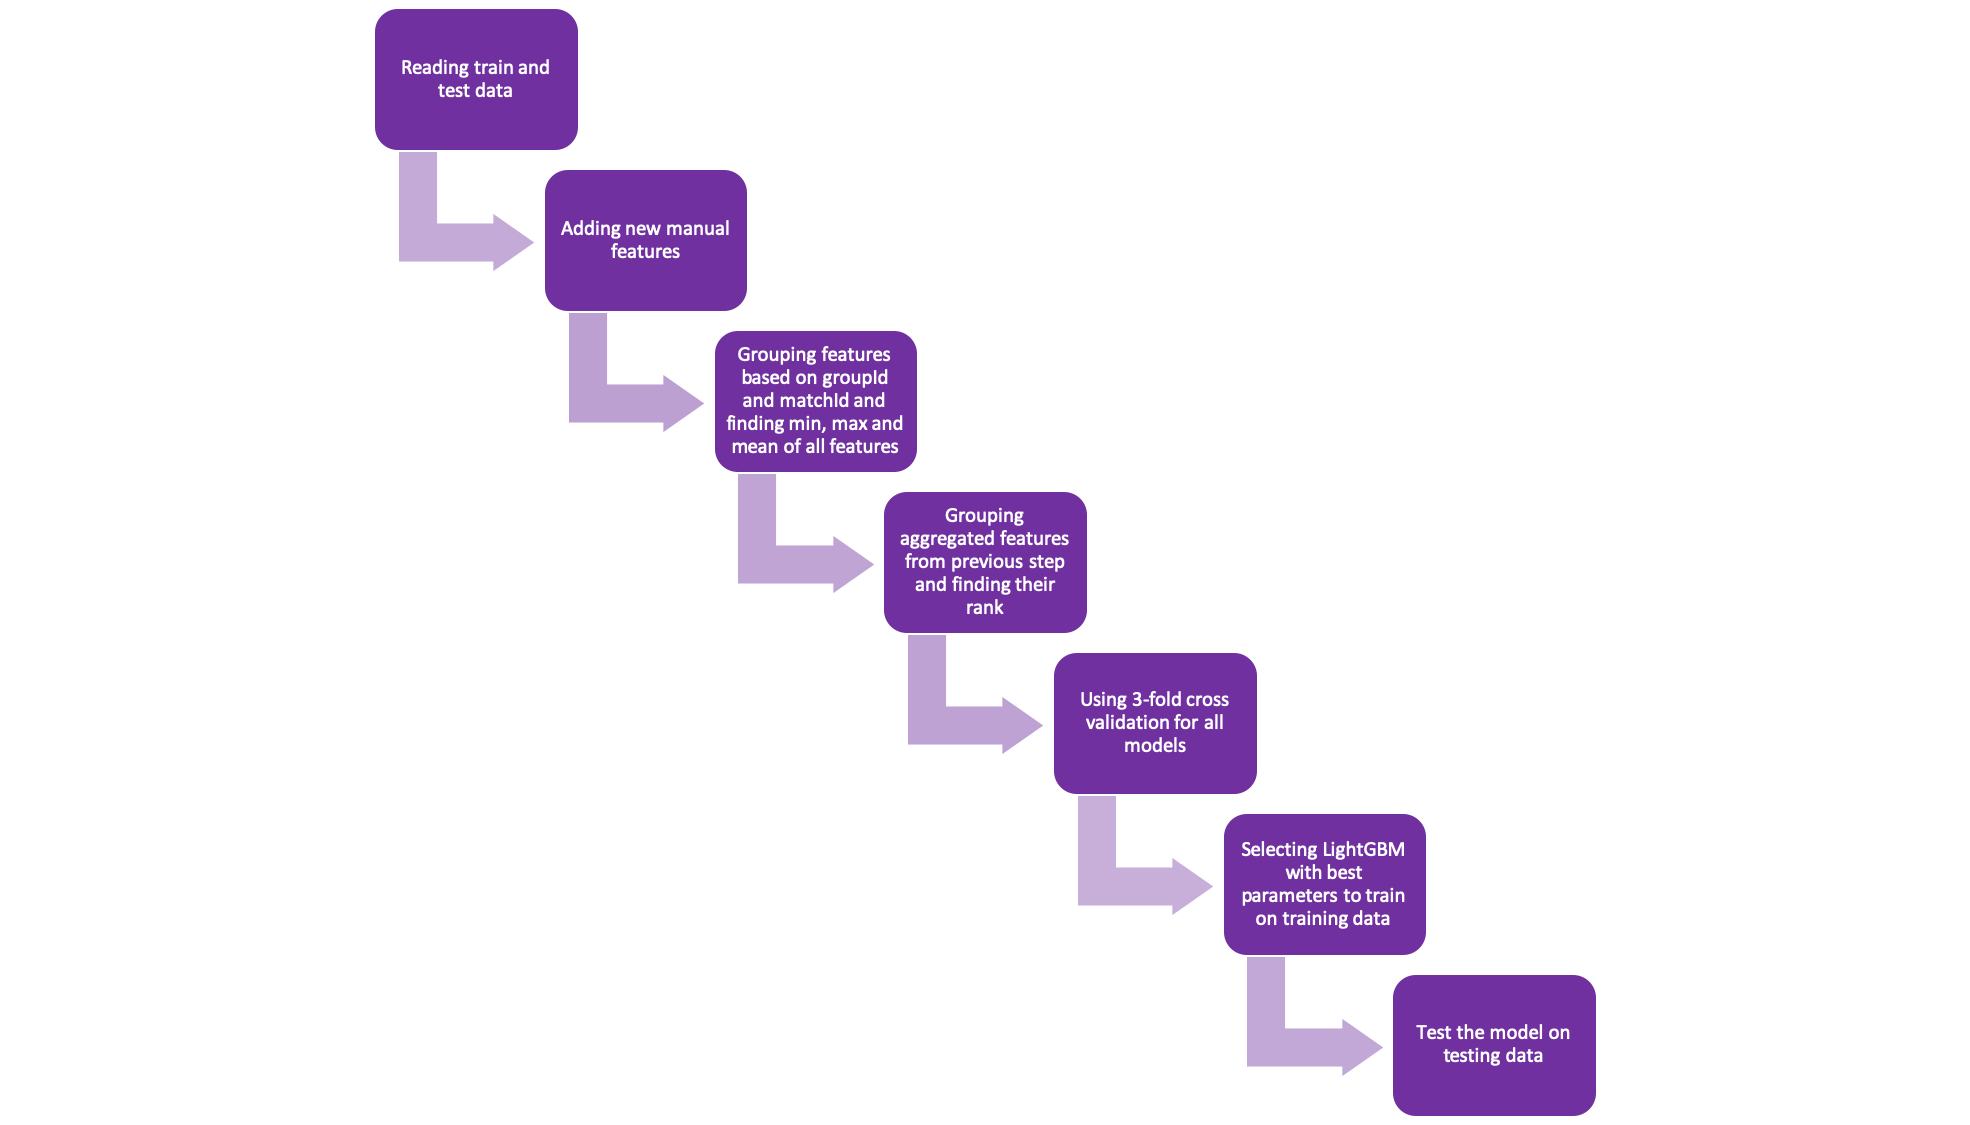 Reading train and
test data
Adding new manual
features
Grouping features
based on groupId
and matchId and
finding min, max and
mean of all features
Grouping
aggregated features
from previous step
and finding their
rank
Using 3-fold cross
validation for all
models
Selecting LightGBM
with best
parameters to train
on training data
Test the model on
testing data